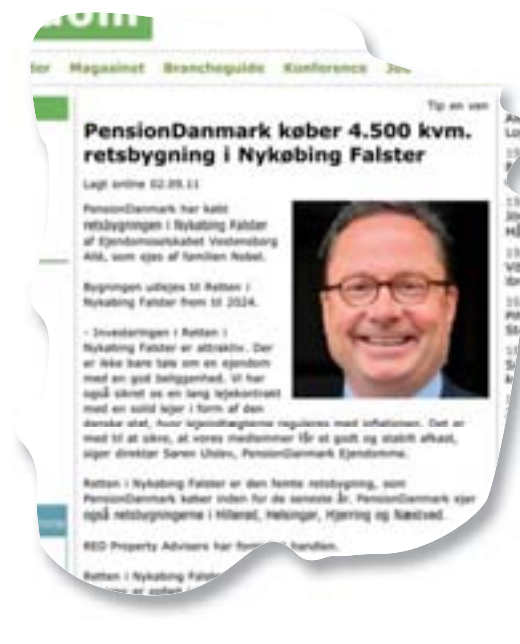 Magasinet Brancheguide Konference Job
Tip en ven
PensionDanmark køber 4.500 kvm.
retsbygning i Nykøbing Falster
Lagt online 02.09.11
PensionDanmark har købt
retsbygningen i Nykøbing Falster
af Ejendomsselskabet Vestensborg
Allé, som ejes af familien Nobel.
Bygningen udlejes til Retten i
Nykøbing Falster frem til 2024.
- Investeringen i Retten i
Nykøbing Falster er attraktiv. Der
er ikke bare tale om en ejendom
med en god beliggenhed. Vi har
også sikret os en lang lejekontrakt
med en solid lejer i form af den
danske stat, hvor lejeindtægterne reguleres med inflationen. Det er
med til at sikre, at vores medlemmer får et godt og stabilt afkast,
siger direktør Søren Ulslev, PensionDanmark Ejendomme.
Retten i Nykøbing Falster er den femte retsbygning, som
PensionDanmark køber inden for de seneste år. PensionDanmark ejer
også retsbygningerne i Hillerød, Helsingør, Hjørring og Næstved.
RED Property Advisers har handlen.
Retten i Nykøbing